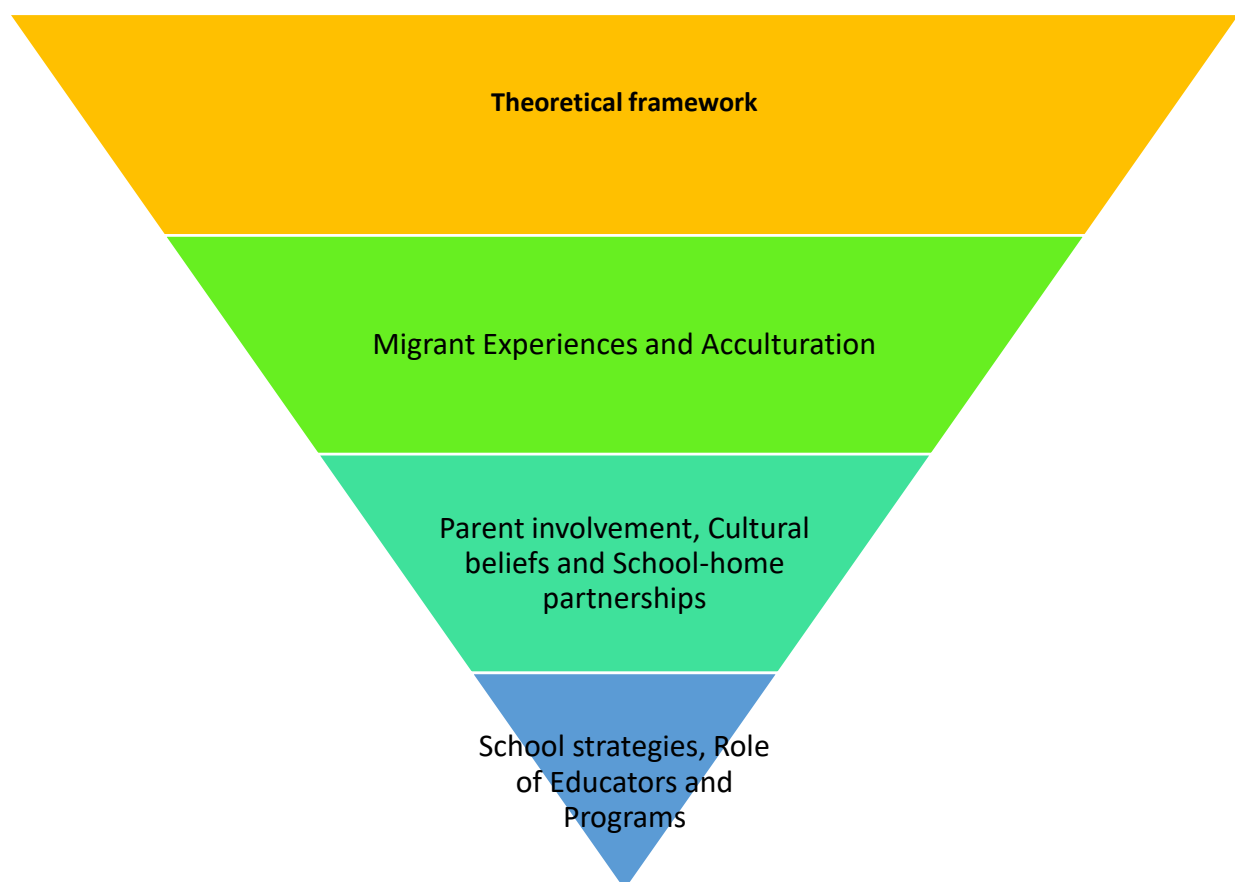 Theoretical framework
Migrant Experiences and Acculturation
Parent involvement, Cultural
beliefs and School-home
partnerships
School strategies, Role
of Educators and
Programs